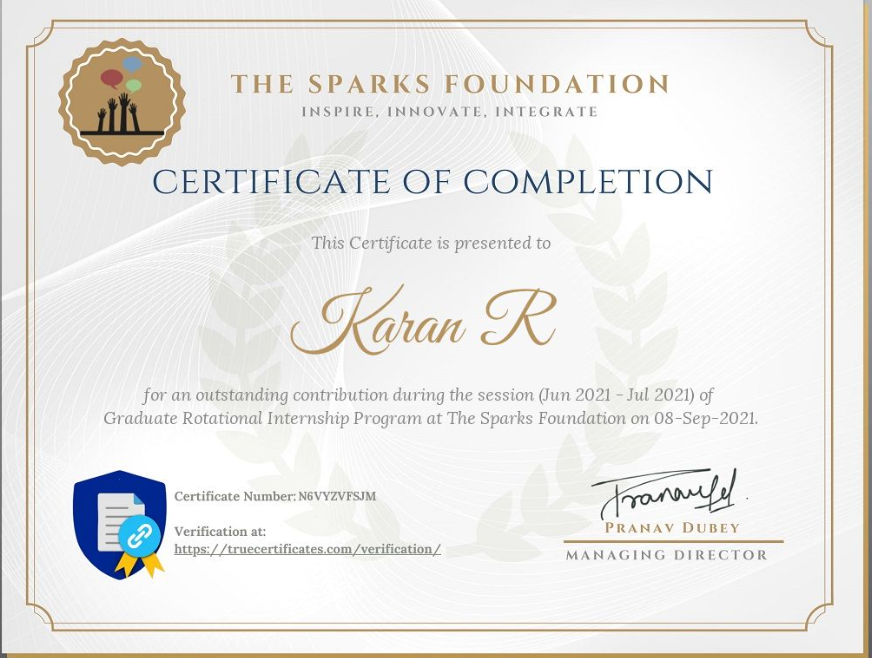 THE SPARKS FOUNDATION
INSPIRE, INNOVATE, INTEGRATE
CERTIFICATE OF COMPLETION
This Certificate is presented to
Karan R
for an outstanding contribution during the session (Jun 2021 - Jul 2021) of
Graduate Rotational Internship Program at The Sparks Foundation on 08-Sep-2021.
Certificate Number: N6VYZVFSJM
Verification at:
https://truecertificates.com/verification/
PRANAV DUBEY
MANAGING DIRECTOR